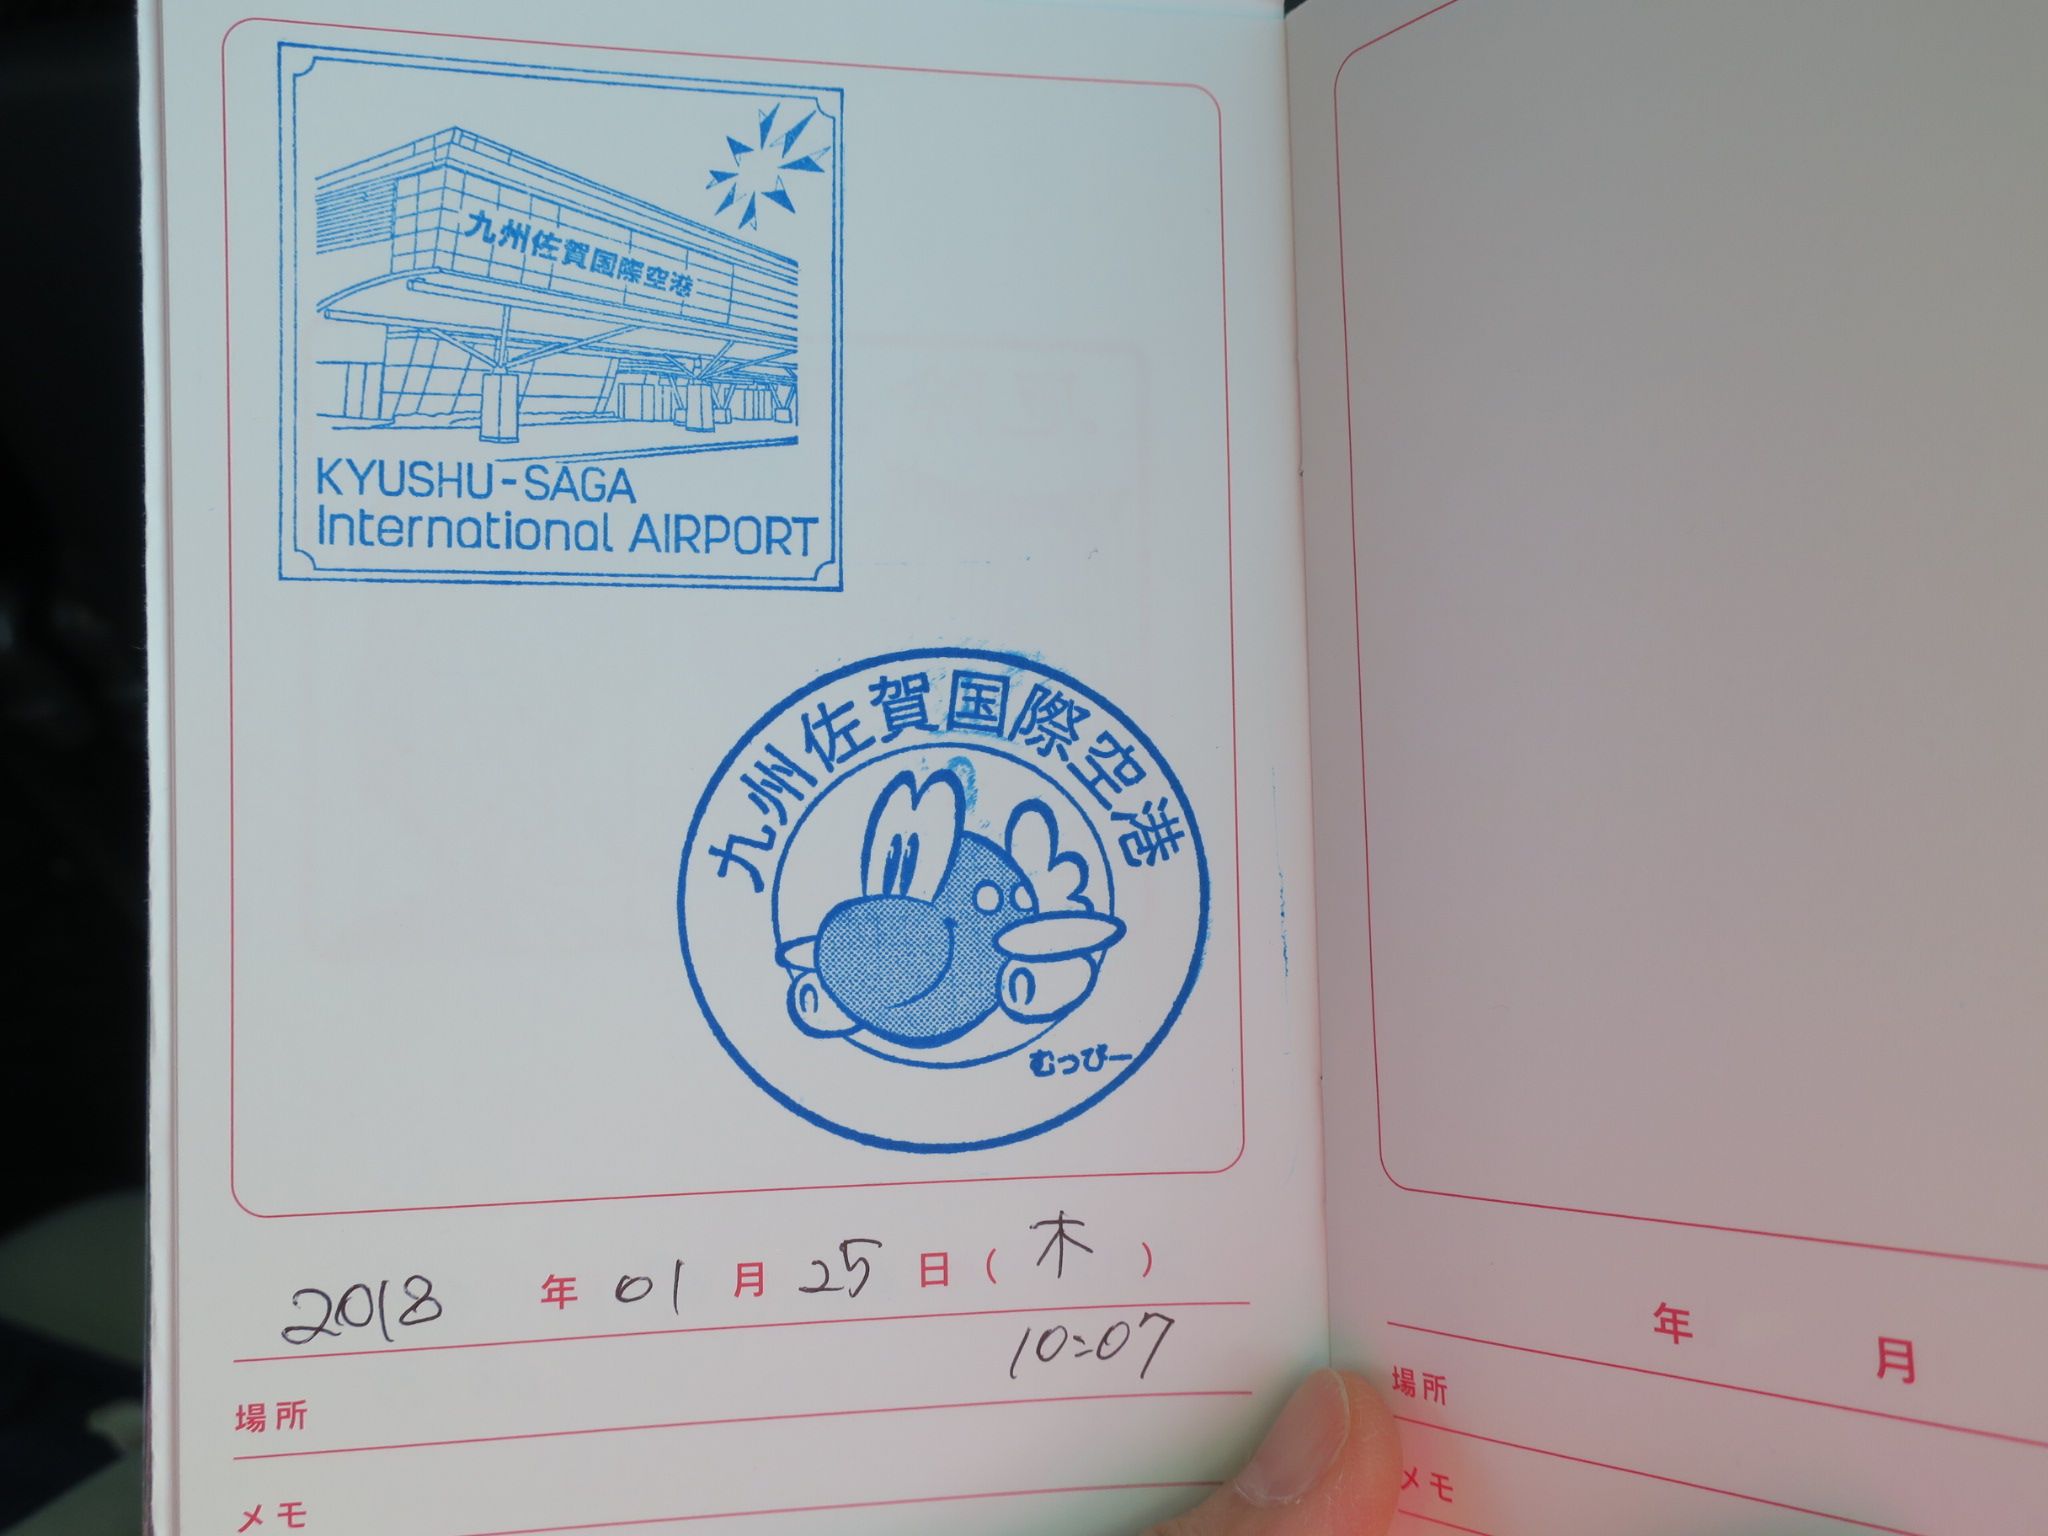 九州佐賀国際空港
KYUSHU-SAGA
International AIRPORT
九州佐賀国際空港
むっぴー
2018 年 01 月 25 日 ( 木 )
10:07
場所
メモ
年 月
場所
メモ